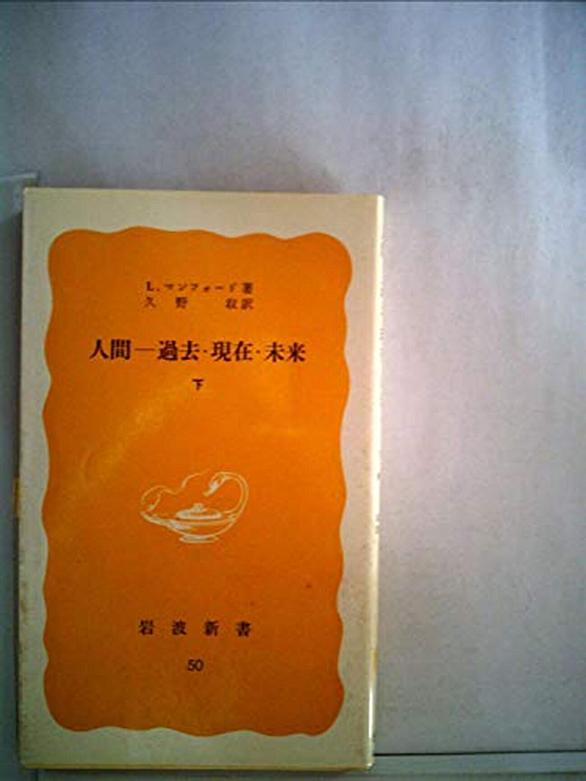 L. マンフォード著
久野 収訳
人間―過去・現在・未来
下
岩波新書
50